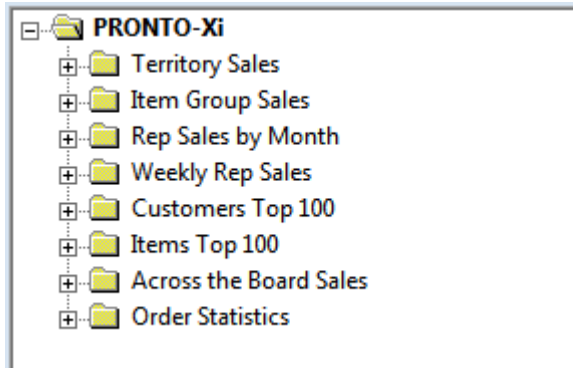 PRONTO-Xi
Territory Sales
Item Group Sales
Rep Sales by Month
Weekly Rep Sales
Customers Top 100
Items Top 100
Across the Board Sales
Order Statistics